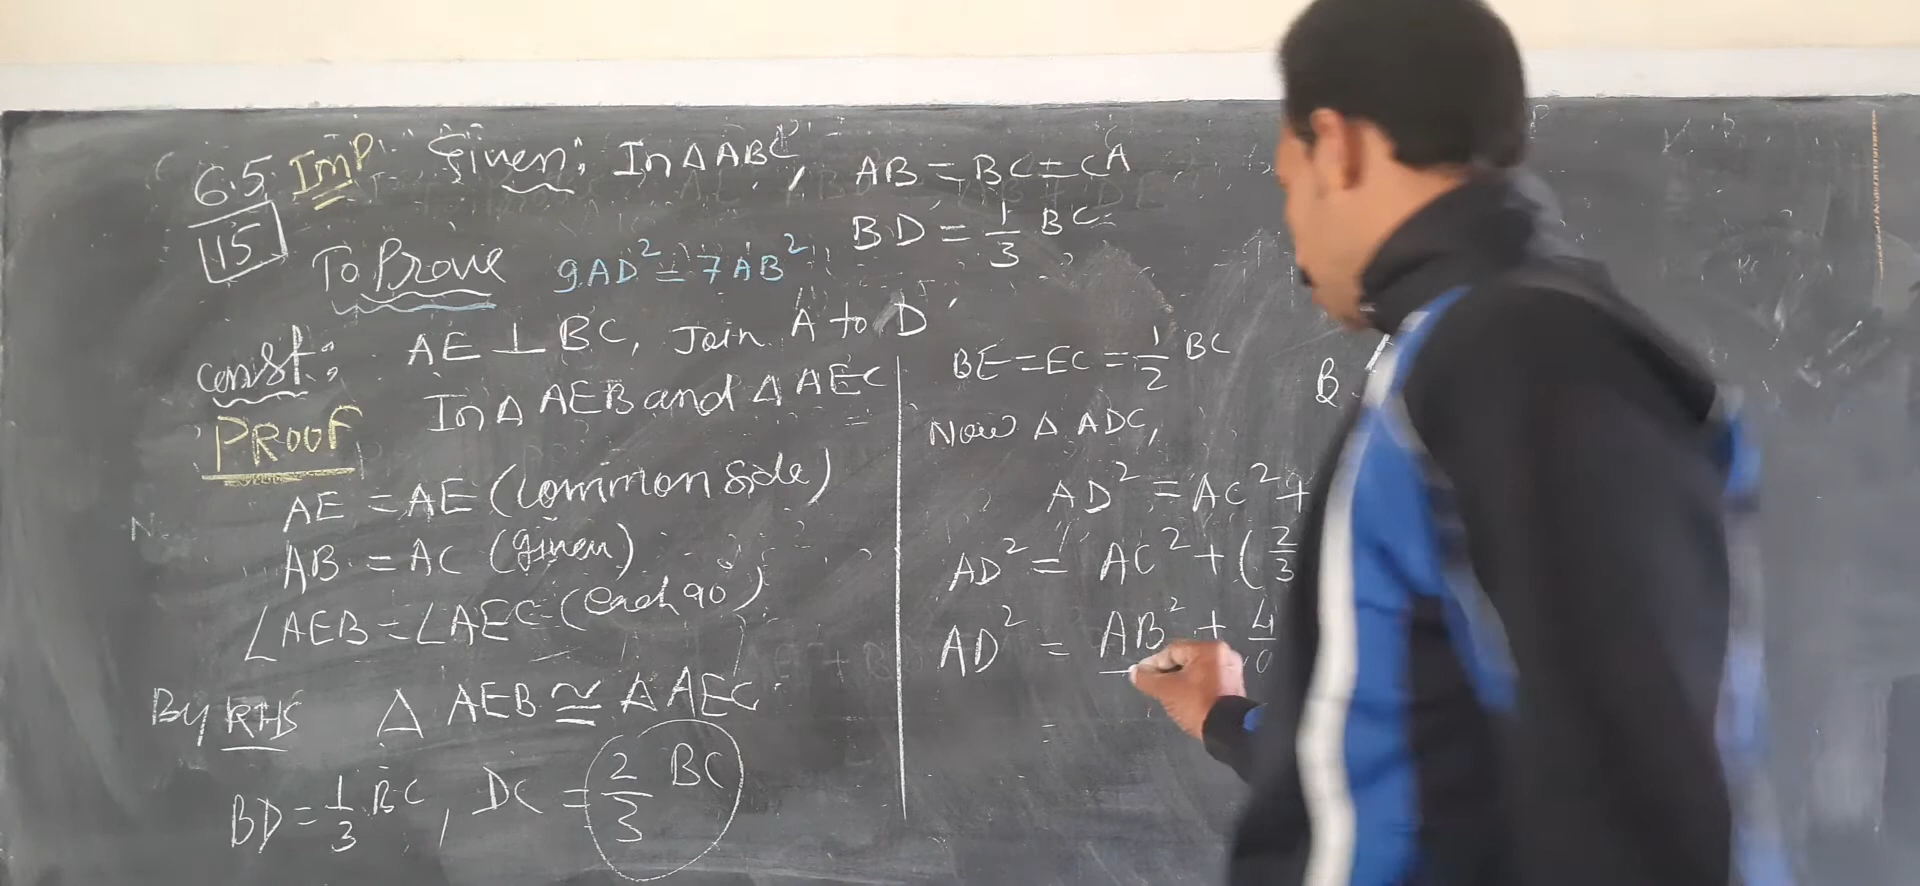 6.5 Imp. Given: In △ABC, AB = BC = CA
15 BD = 1/3 BC
To Prove 9AD² = 7AB²
const: AE ⊥ BC, Join A to D
PROOF In △ AEB and △ AEC
AE = AE (Common Side)
AB = AC (given)
∠AEB = ∠AEC (each 90°)
By RHS △ AEB ≅ △ AEC
BD = 1/3 BC, DC = 2/3 BC
BE = EC = 1/2 BC
Now △ ADC,
AD² = AC² +
AD² = AC² + (2/3
AD² = AB² + 4
=
B